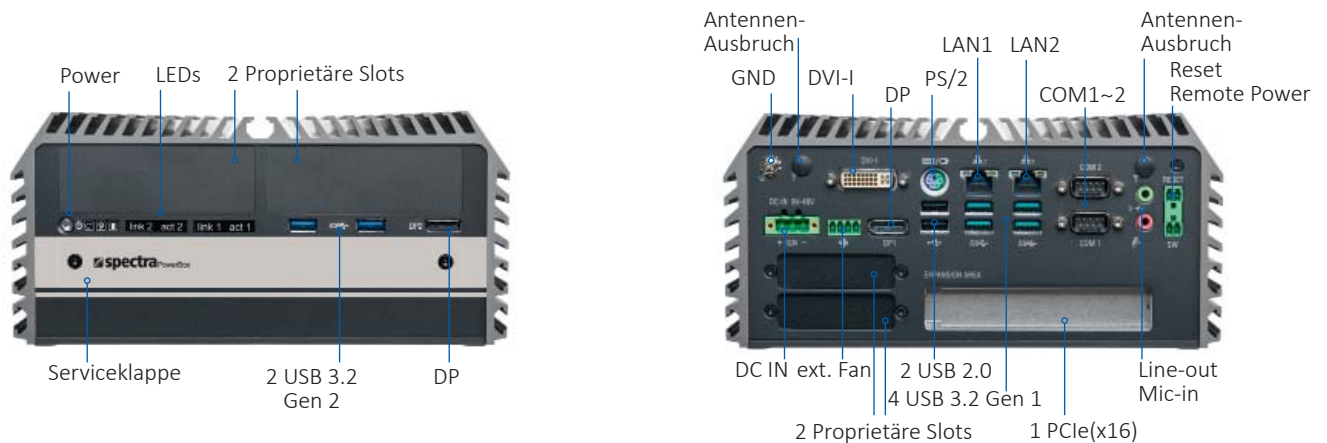 Power
LEDs
2 Proprietäre Slots
link 2 act 2
link 1 act 1
DP2
spectra PowerBox
Serviceklappe
2 USB 3.2
Gen 2
DP
Antennen-
Ausbruch
GND
DVI-I
DP
PS/2
LAN1
LAN2
COM1~2
Antennen-
Ausbruch
Reset
Remote Power
DVI-I
COM 2
RESET
DC IN 9V-48V
+ IGN −
DP1
COM 1
SW
EXPANSION AREA
DC IN
ext. Fan
2 USB 2.0
4 USB 3.2 Gen 1
Line-out
Mic-in
2 Proprietäre Slots
1 PCIe(x16)